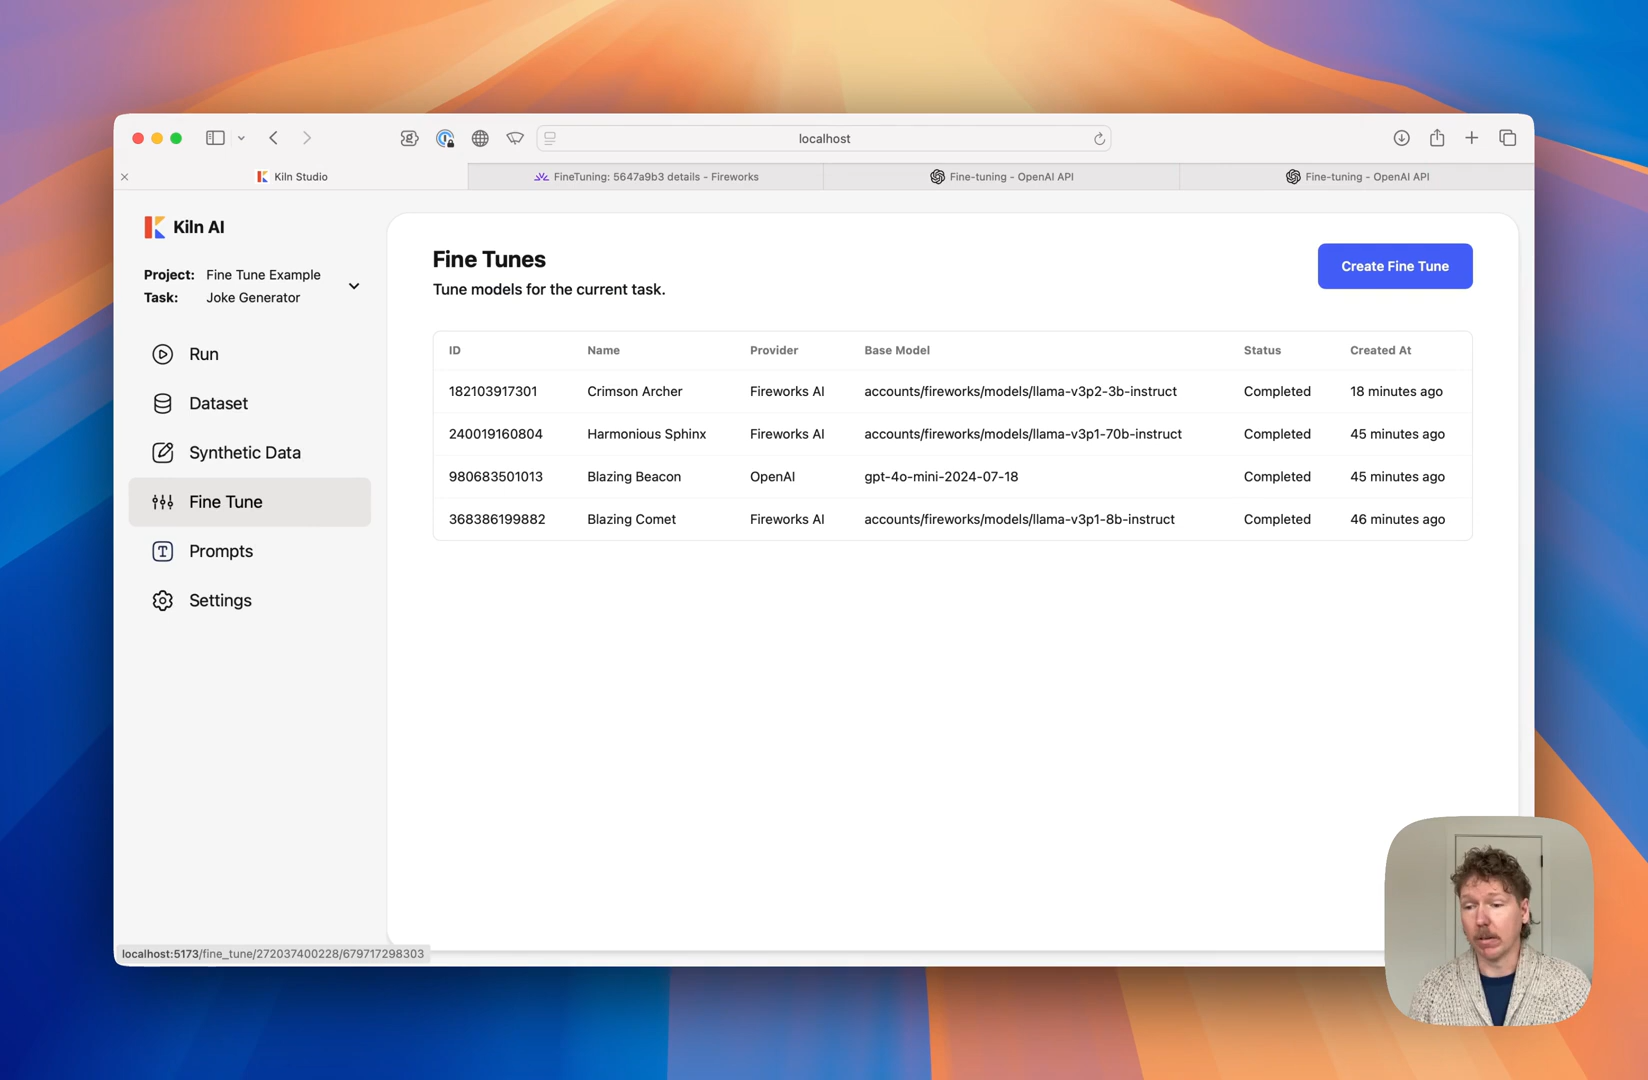 localhost
Kiln Studio
FineTuning: 5647a9b3 details - Fireworks
Fine-tuning - OpenAI API
Fine-tuning - OpenAI API
Kiln AI
Project: Fine Tune Example
Task: Joke Generator
Run
Dataset
Synthetic Data
Fine Tune
Prompts
Settings
Fine Tunes
Tune models for the current task.
Create Fine Tune
ID Name Provider Base Model Status Created At
182103917301 Crimson Archer Fireworks AI accounts/fireworks/models/llama-v3p2-3b-instruct Completed 18 minutes ago
240019160804 Harmonious Sphinx Fireworks AI accounts/fireworks/models/llama-v3p1-70b-instruct Completed 45 minutes ago
980683501013 Blazing Beacon OpenAI gpt-4o-mini-2024-07-18 Completed 45 minutes ago
368386199882 Blazing Comet Fireworks AI accounts/fireworks/models/llama-v3p1-8b-instruct Completed 46 minutes ago
localhost:5173/fine_tune/272037400228/679717298303